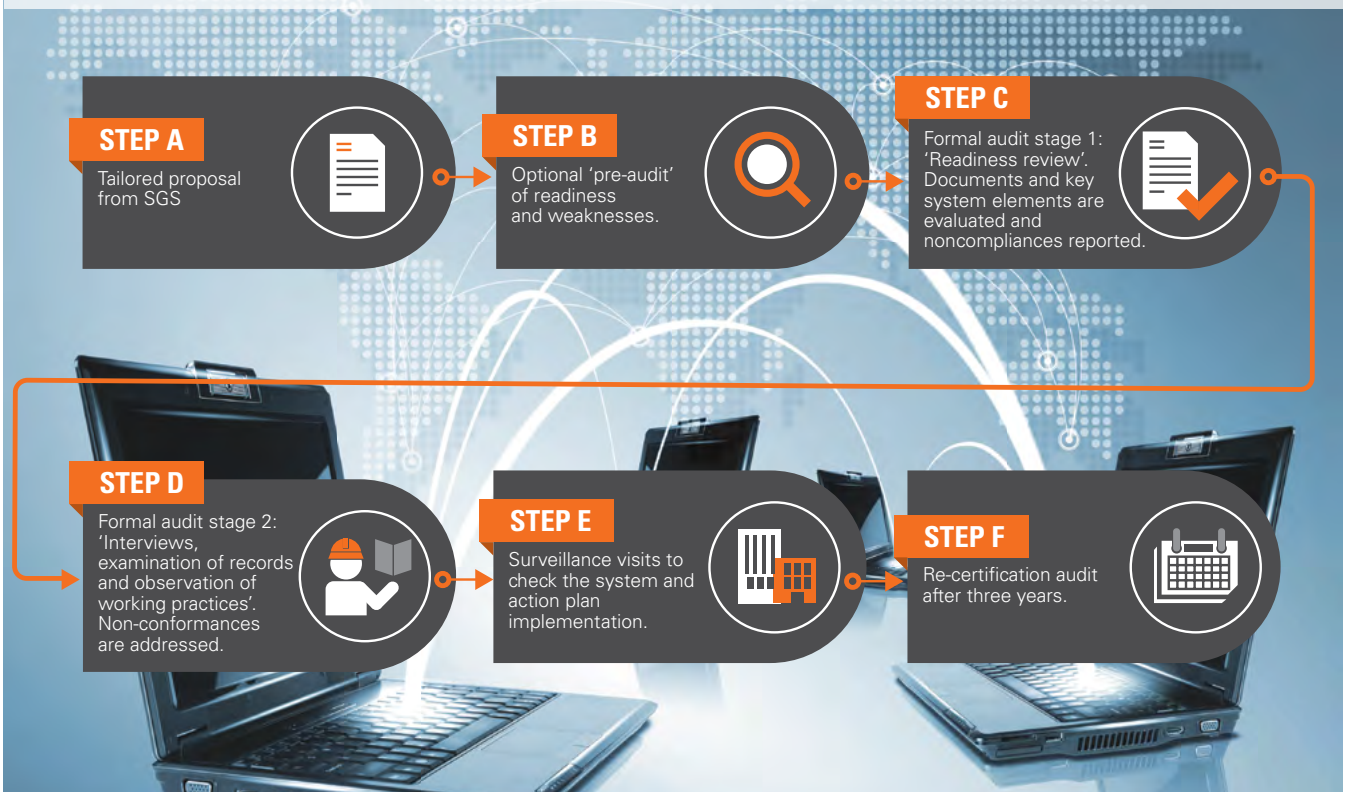 STEP A
Tailored proposal
from SGS
STEP B
Optional 'pre-audit'
of readiness
and weaknesses.
STEP C
Formal audit stage 1:
'Readiness review'.
Documents and key
system elements are
evaluated and
noncompliances reported.
STEP D
Formal audit stage 2:
'Interviews,
examination of records
and observation of
working practices'.
Non-conformances
are addressed.
STEP E
Surveillance visits to
check the system and
action plan
implementation.
STEP F
Re-certification audit
after three years.